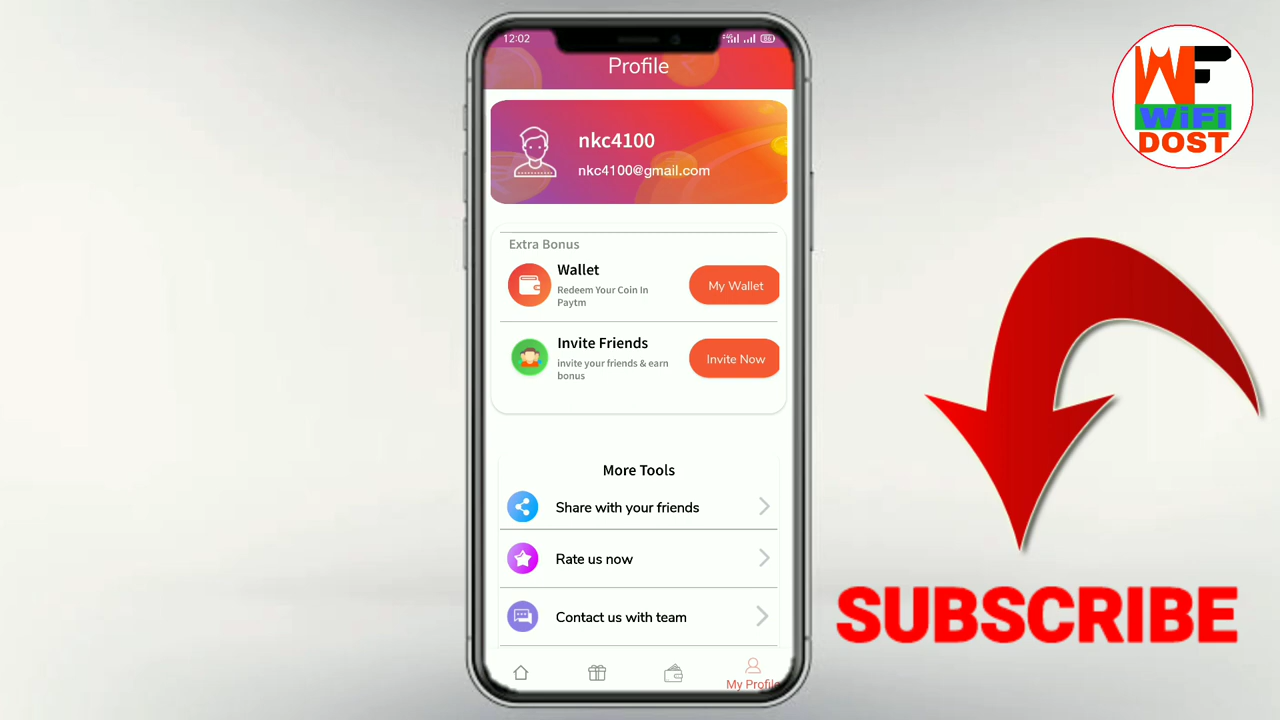 12:02
Profile
nkc4100
nkc4100@gmail.com
Extra Bonus
Wallet
Redeem Your Coin In
Paytm
My Wallet
Invite Friends
invite your friends & earn
bonus
Invite Now
More Tools
Share with your friends
Rate us now
Contact us with team
My Profile
WF
WiFi
DOST
SUBSCRIBE